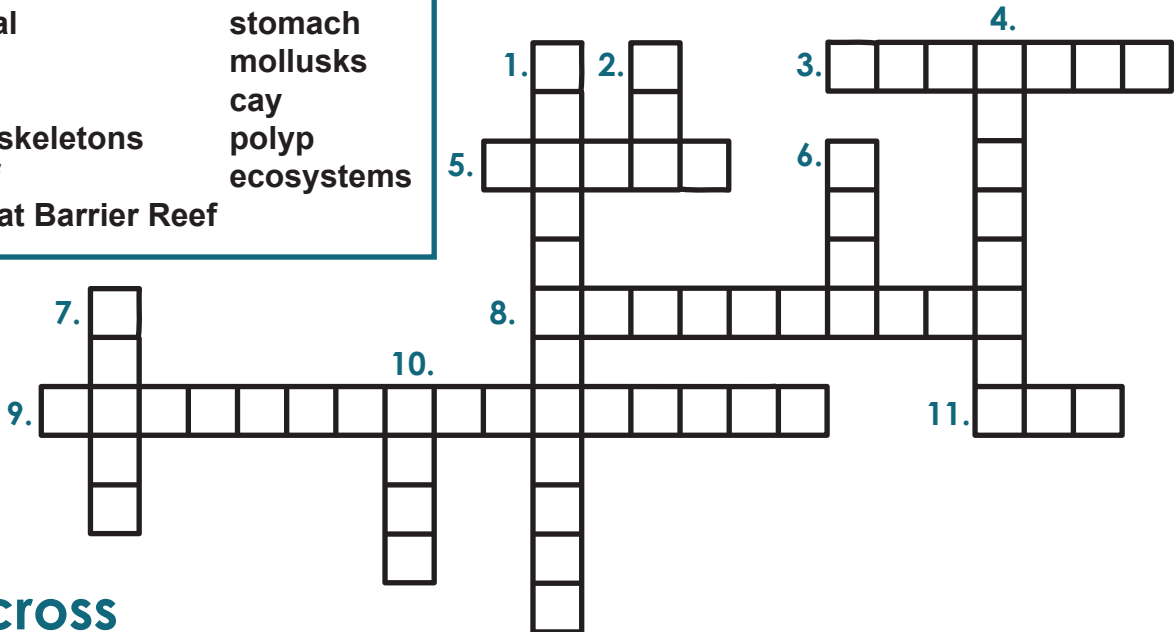 al stomach
mollusks
cay
skeletons polyp
ecosystems
at Barrier Reef
4.
1. 2. 3.
5. 6.
7. 8.
10.
9. 11.
cross